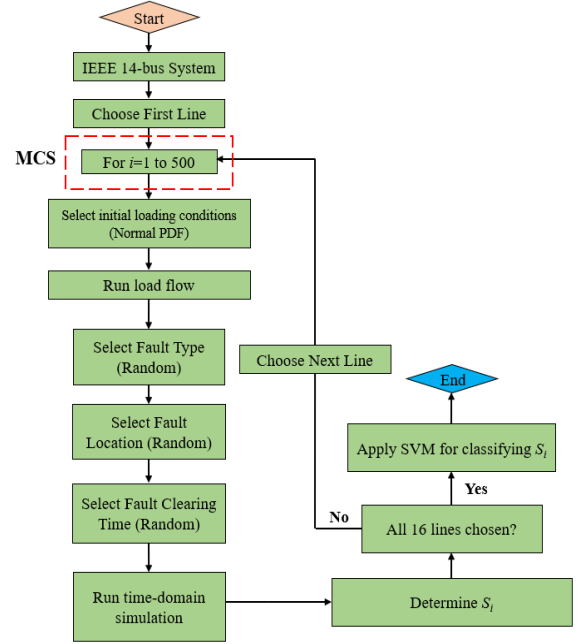 Start
IEEE 14-bus System
Choose First Line
MCS
For i=1 to 500
Select initial loading conditions
(Normal PDF)
Run load flow
Select Fault Type
(Random)
Select Fault
Location (Random)
Select Fault Clearing
Time (Random)
Run time-domain
simulation
Determine Sᵢ
All 16 lines chosen?
No
Choose Next Line
Yes
Apply SVM for classifying Sᵢ
End